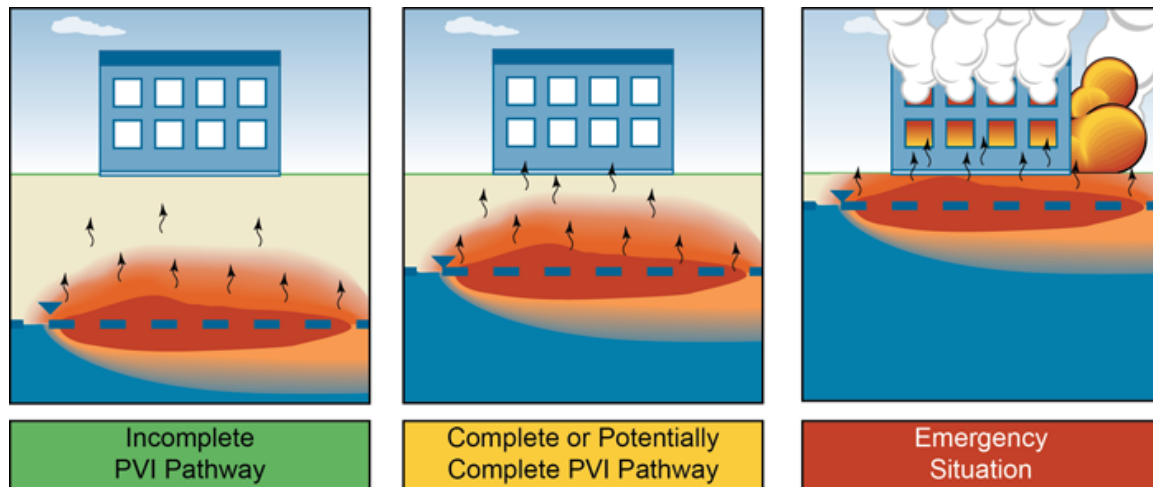 Incomplete
PVI Pathway
Complete or Potentially
Complete PVI Pathway
Emergency
Situation